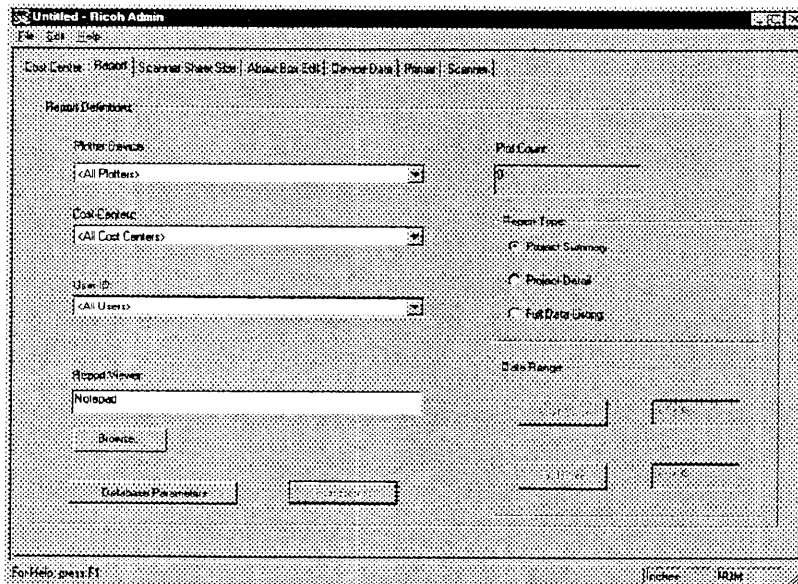 Untitled - Ricoh Admin
File Edit Help
Cost Center Report Scanner Sheet Size About Box Edit Device Data Printer Scanner
Report Definitions
Plotter Device:
<All Plotters>
Cost Centers:
<All Cost Centers>
User ID:
<All Users>
Report Viewer:
Notepad
Browse...
Database Parameters
Plot Count:
0
Report Type:
Project Summary
Project Detail
Full Data Listing
Date Range:
For Help, press F1
Inches NUM